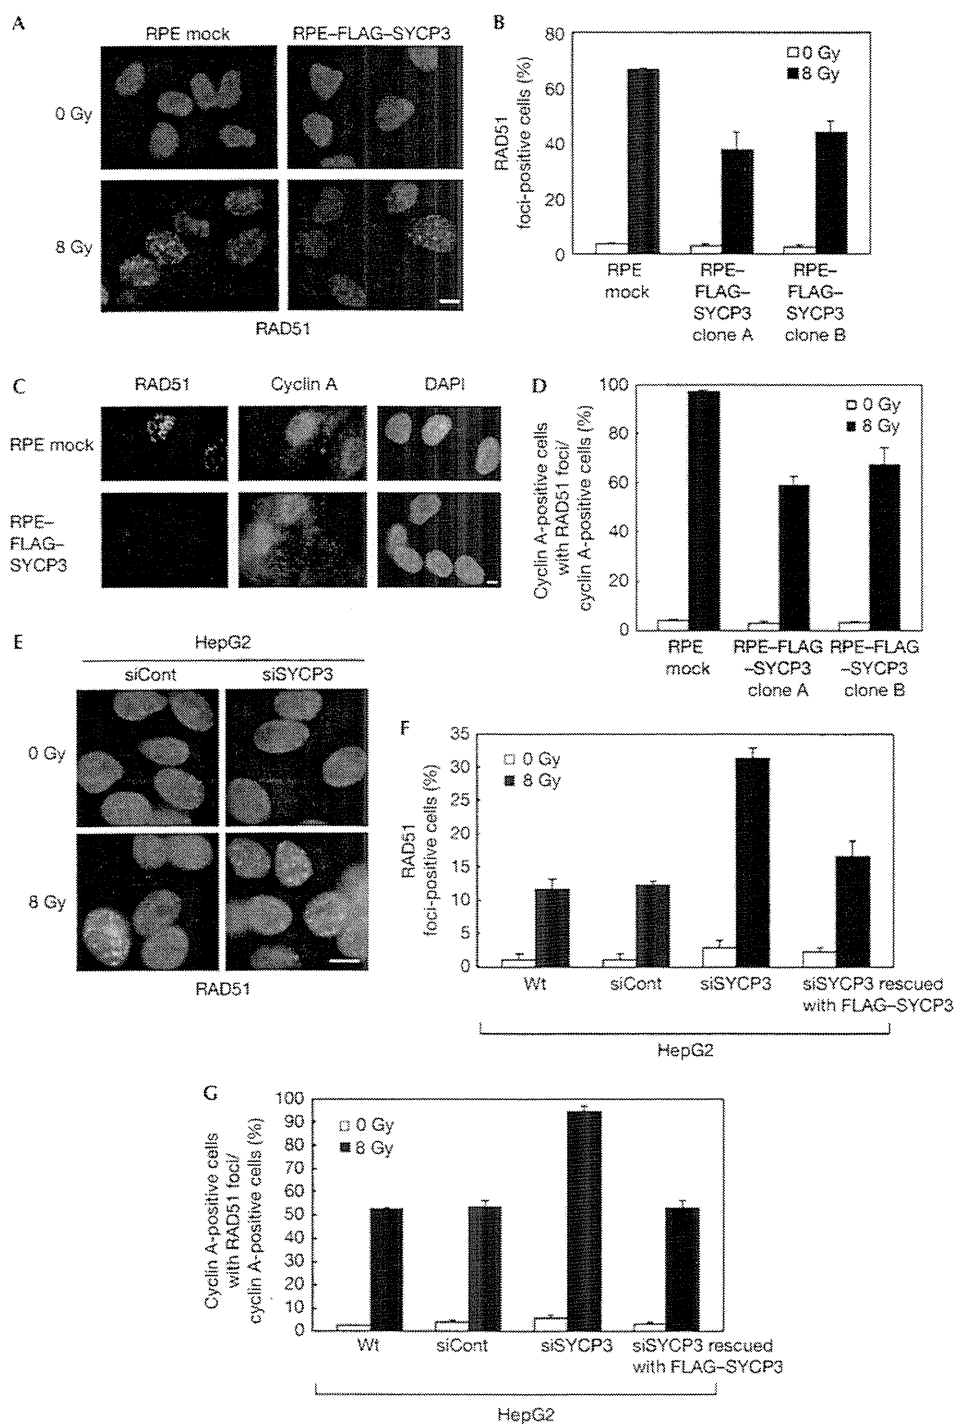 A
RPE mock
RPE–FLAG–SYCP3
0 Gy
8 Gy
RAD51
B
RAD51
foci-positive cells (%)
80
60
40
20
0
0 Gy
8 Gy
RPE
mock
RPE–
FLAG–
SYCP3
clone A
RPE–
FLAG–
SYCP3
clone B
C
RAD51
Cyclin A
DAPI
RPE mock
RPE–
FLAG–
SYCP3
D
Cyclin A-positive cells
with RAD51 foci/
cyclin A-positive cells (%)
100
80
60
40
20
0
0 Gy
8 Gy
RPE
mock
RPE–FLAG
–SYCP3
clone A
RPE–FLAG
–SYCP3
clone B
E
HepG2
siCont
siSYCP3
0 Gy
8 Gy
RAD51
F
RAD51
foci-positive cells (%)
35
30
25
20
15
10
5
0
0 Gy
8 Gy
Wt
siCont
siSYCP3
siSYCP3 rescued
with FLAG–SYCP3
HepG2
G
Cyclin A-positive cells
with RAD51 foci/
cyclin A-positive cells (%)
100
90
80
70
60
50
40
30
20
10
0
0 Gy
8 Gy
Wt
siCont
siSYCP3
siSYCP3 rescued
with FLAG–SYCP3
HepG2